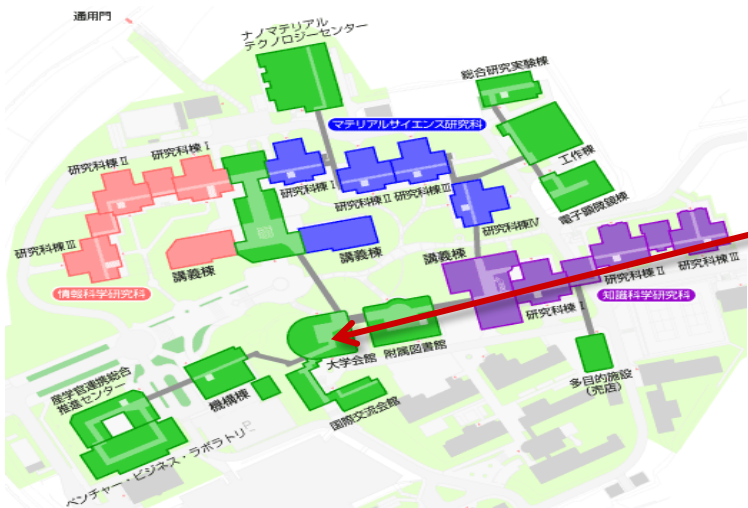 通用門
ナノマテリアル
テクノロジーセンター
総合研究実験棟
マテリアルサイエンス研究科
工作棟
研究科棟Ⅰ
研究科棟Ⅱ
研究科棟Ⅰ
研究科棟Ⅱ
研究科棟Ⅲ
電子顕微鏡棟
研究科棟Ⅳ
研究科棟Ⅲ
講義棟
講義棟
講義棟
研究科棟Ⅱ
研究科棟Ⅲ
情報科学研究科
知識科学研究科
研究科棟Ⅰ
大学会館
附属図書館
多目的施設
(売店)
産学官連携総合
推進センター
機構棟
国際交流会館
ベンチャー・ビジネス・ラボラトリ